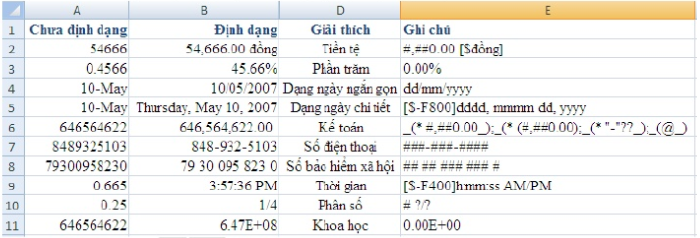 A B D E
1 Chưa định dạng Định dạng Giải thích Ghi chú
2 54666 54,666.00 đồng Tiền tệ #,##0.00 [$đồng]
3 0.4566 45.66% Phần trăm 0.00%
4 10-May 10/05/2007 Dạng ngày ngắn gọn dd/mm/yyyy
5 10-May Thursday, May 10, 2007 Dạng ngày chi tiết [$-F800]dddd, mmmm dd, yyyy
6 646564622 646,564,622.00 Kế toán _(* #,##0.00_);_(* (#,##0.00);_(* "-"??_);_(@_)
7 8489325103 848-932-5103 Số điện thoại ###-###-####
8 79300958230 79 30 095 823 0 Số bảo hiểm xã hội ## ## ### ### #
9 0.665 3:57:36 PM Thời gian [$-F400]h:mm:ss AM/PM
10 0.25 1/4 Phân số # ?/?
11 646564622 6.47E+08 Khoa học 0.00E+00